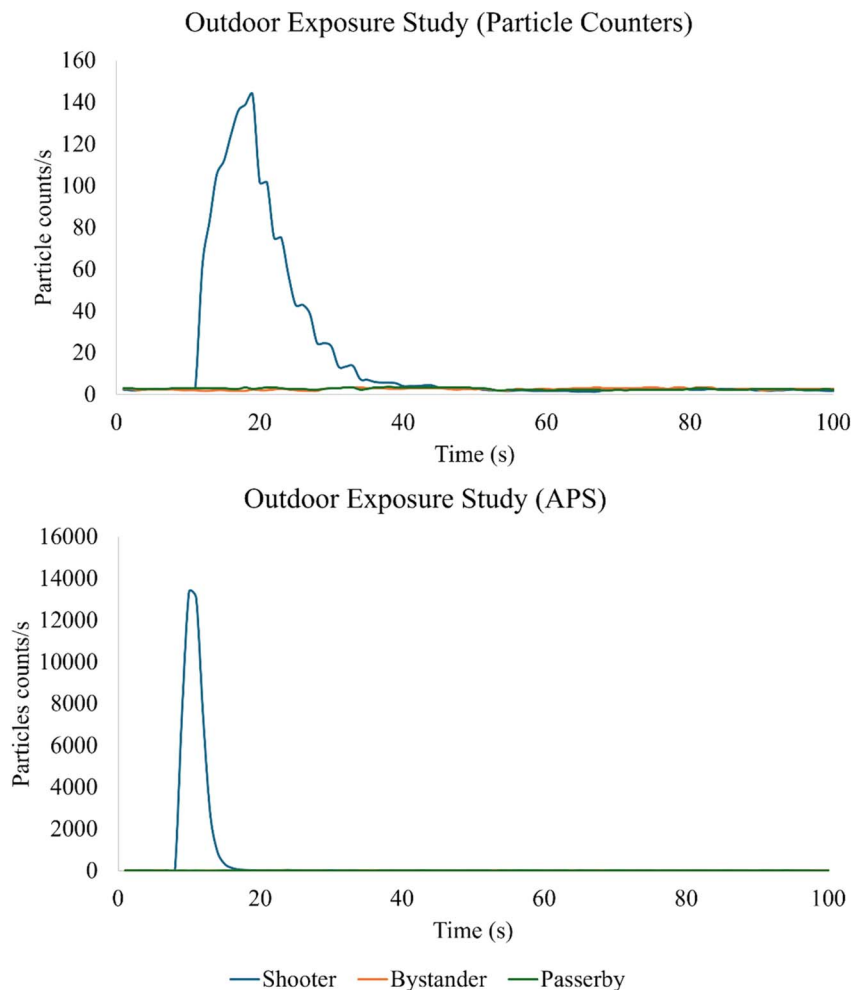 Outdoor Exposure Study (Particle Counters)
160
140
120
100
80
60
40
20
0
Particle counts/s
0 20 40 60 80 100
Time (s)
Outdoor Exposure Study (APS)
16000
14000
12000
10000
8000
6000
4000
2000
0
Particles counts/s
0 20 40 60 80 100
Time (s)
Shooter Bystander Passerby